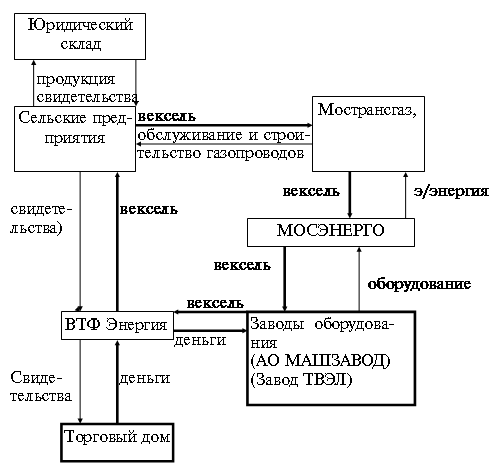 Юридический
склад
продукция
свидетельства
Сельские пред-
приятия
вексель
обслуживание и строи-
тельство газопроводов
Мострансгаз,
вексель
э/энергия
свидете-
льства)
вексель
МОСЭНЕРГО
вексель
оборудование
вексель
ВТФ Энергия
деньги
Заводы оборудова-
ния
(АО МАШЗАВОД)
(Завод ТВЭЛ)
Свиде-
тельства
деньги
Торговый дом